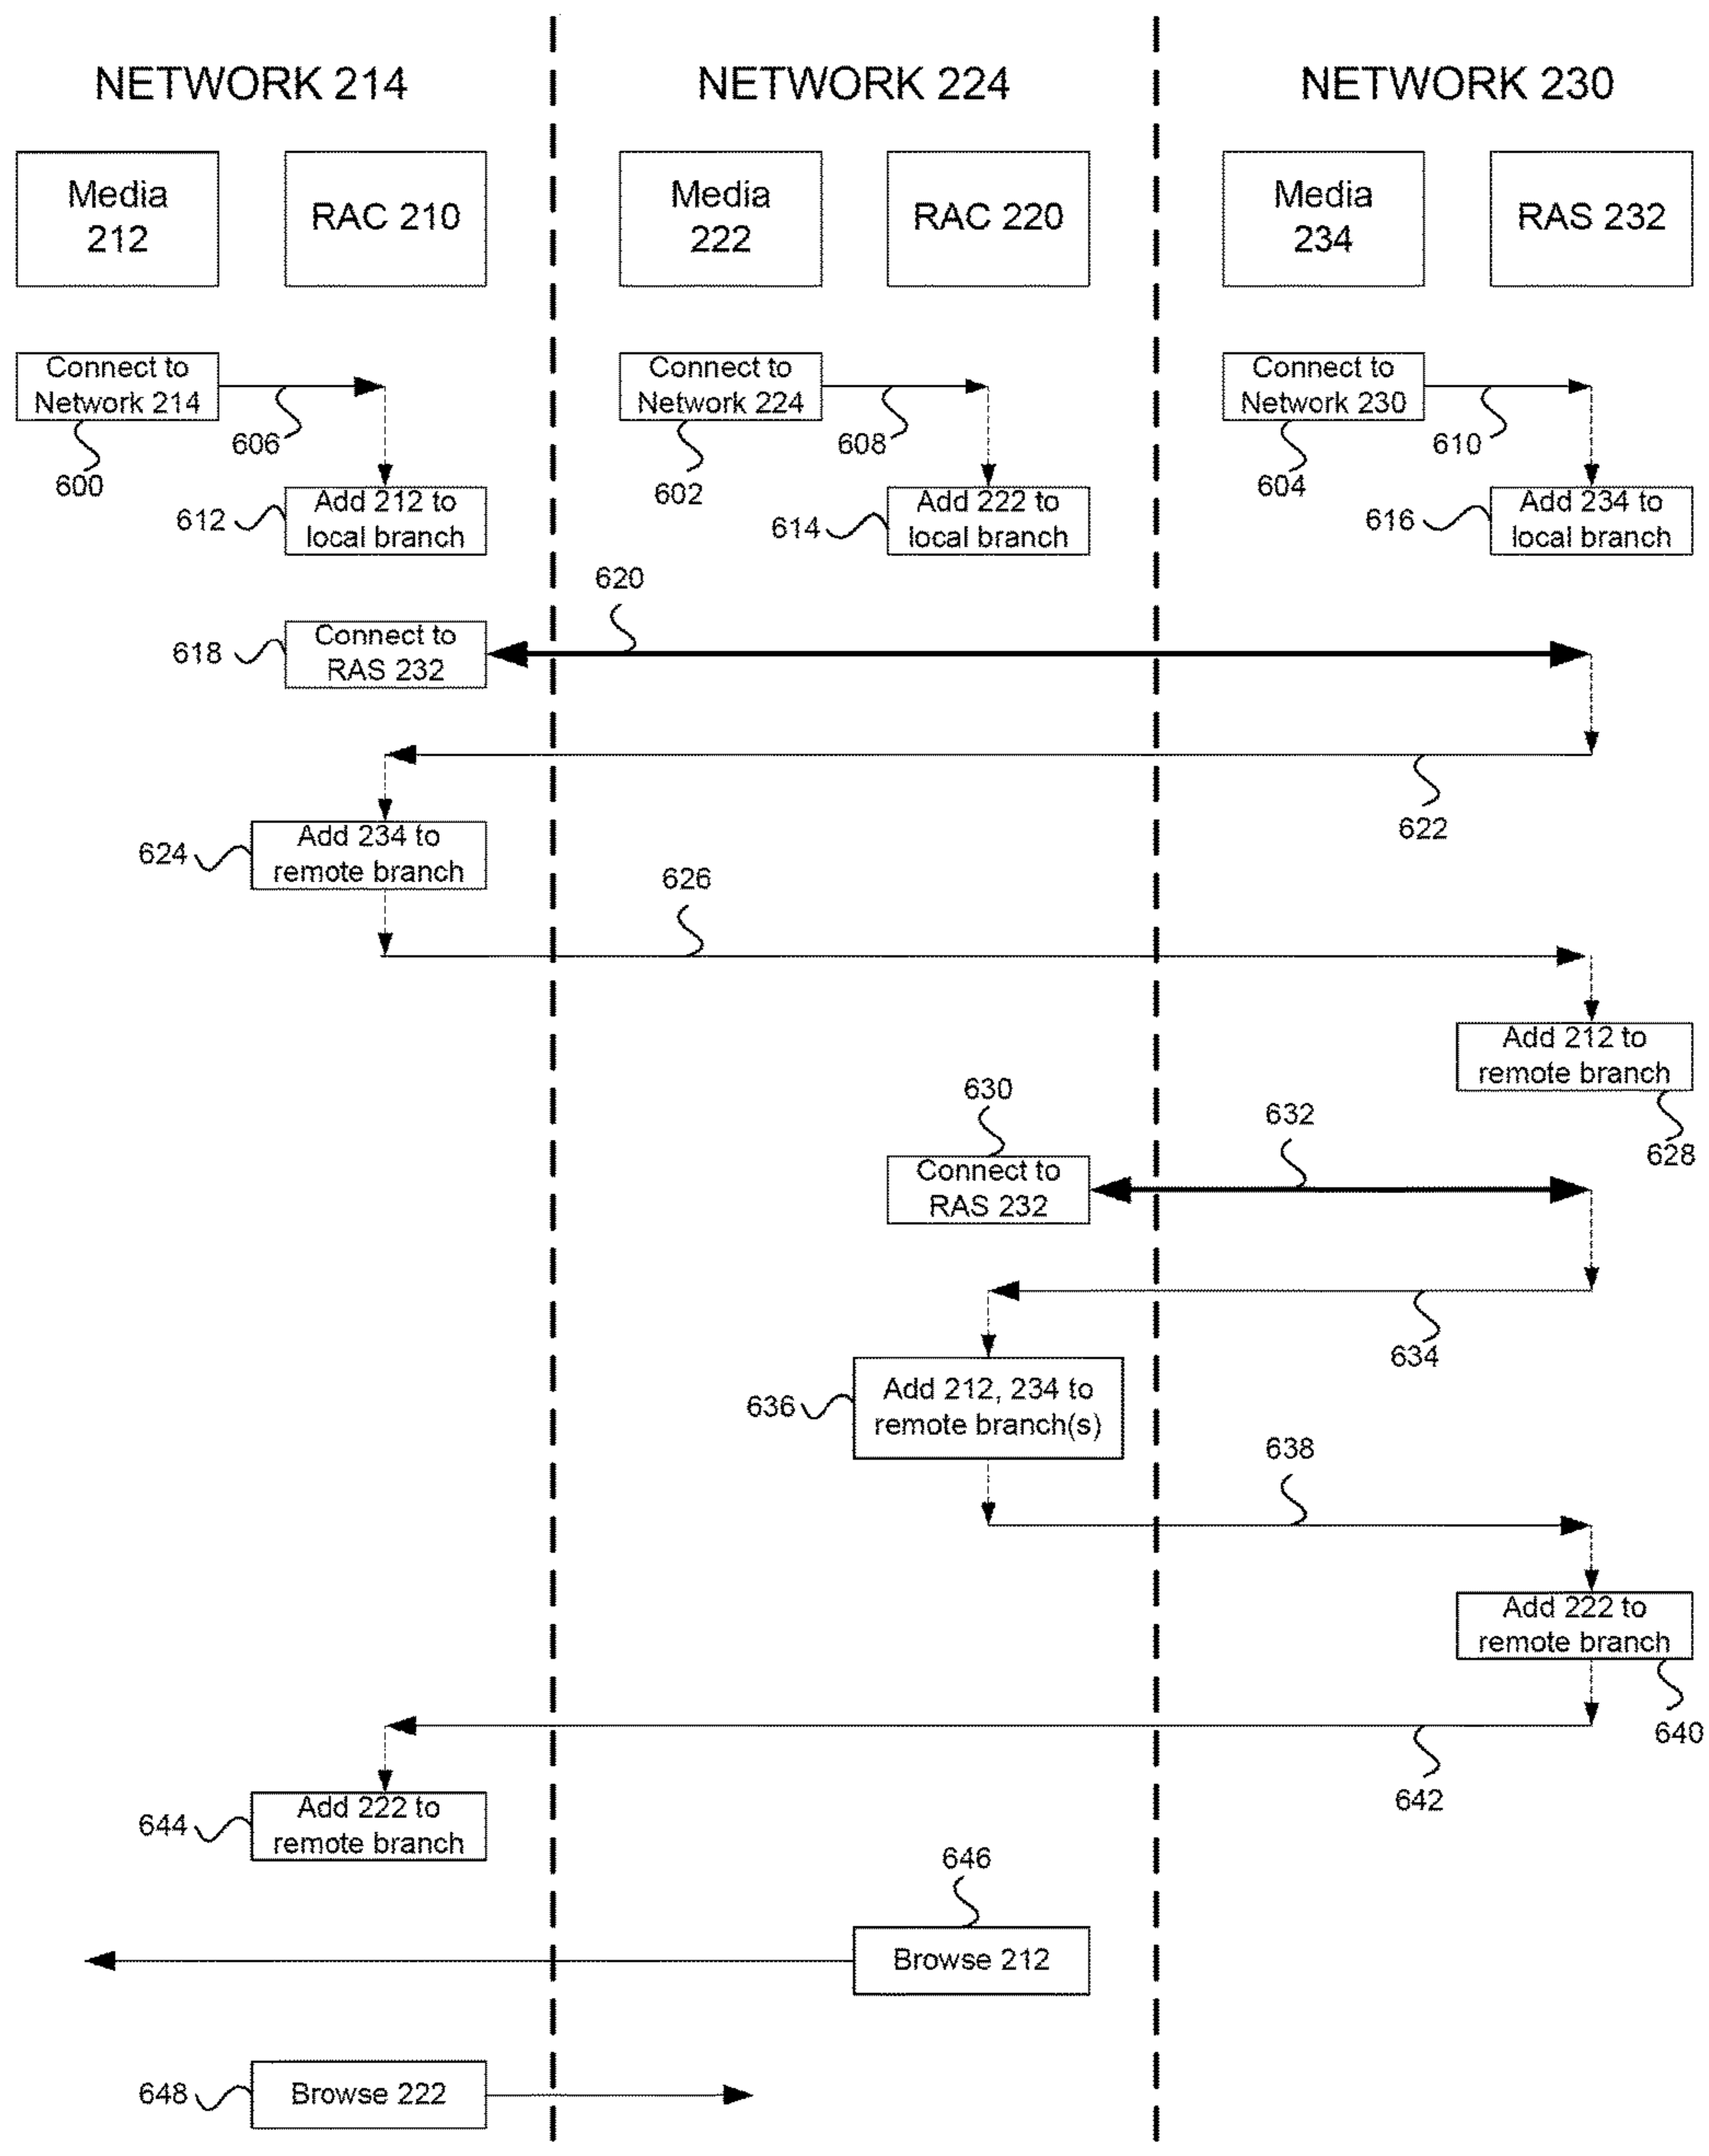 NETWORK 214
NETWORK 224
NETWORK 230
Media
212
RAC 210
Media
222
RAC 220
Media
234
RAS 232
Connect to
Network 214
606
600
Connect to
Network 224
608
602
Connect to
Network 230
610
604
612
Add 212 to
local branch
614
Add 222 to
local branch
616
Add 234 to
local branch
620
618
Connect to
RAS 232
622
624
Add 234 to
remote branch
626
Add 212 to
remote branch
628
630
632
Connect to
RAS 232
634
636
Add 212, 234 to
remote branch(s)
638
Add 222 to
remote branch
640
642
644
Add 222 to
remote branch
646
Browse 212
648
Browse 222